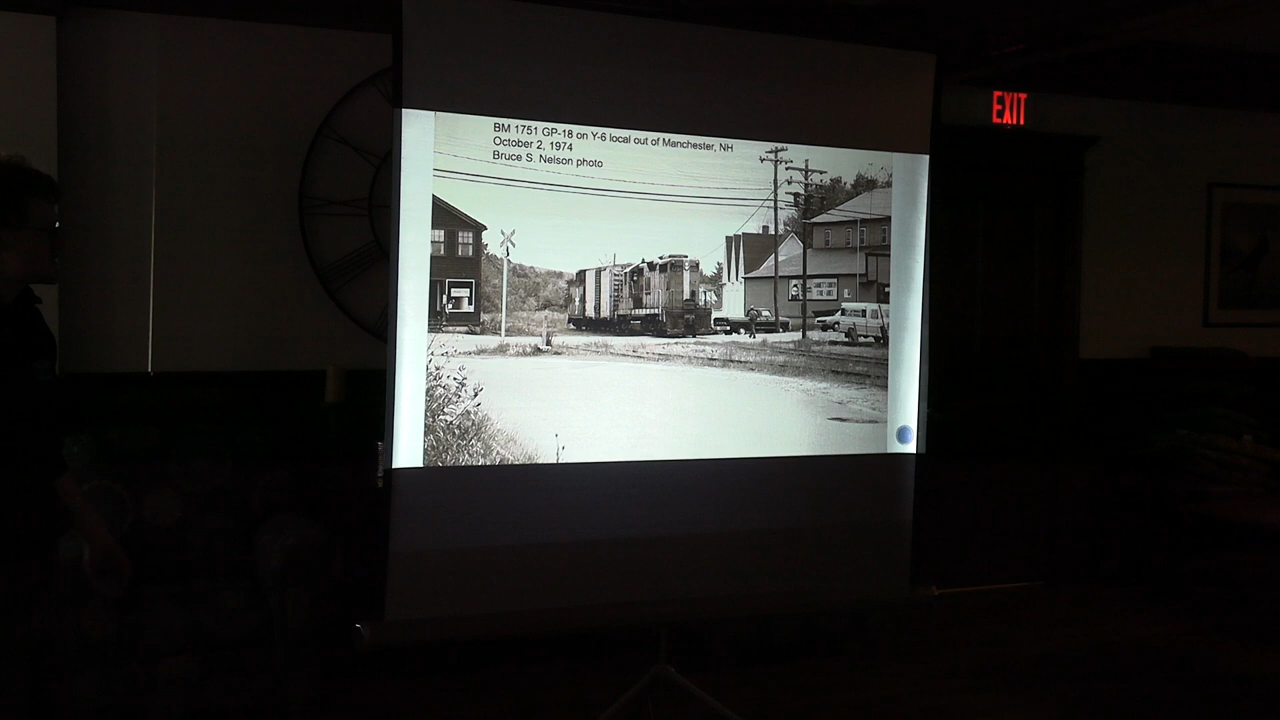 BM 1751 GP-18 on Y-6 local out of Manchester, NH
October 2, 1974
Bruce S. Nelson photo
EXIT